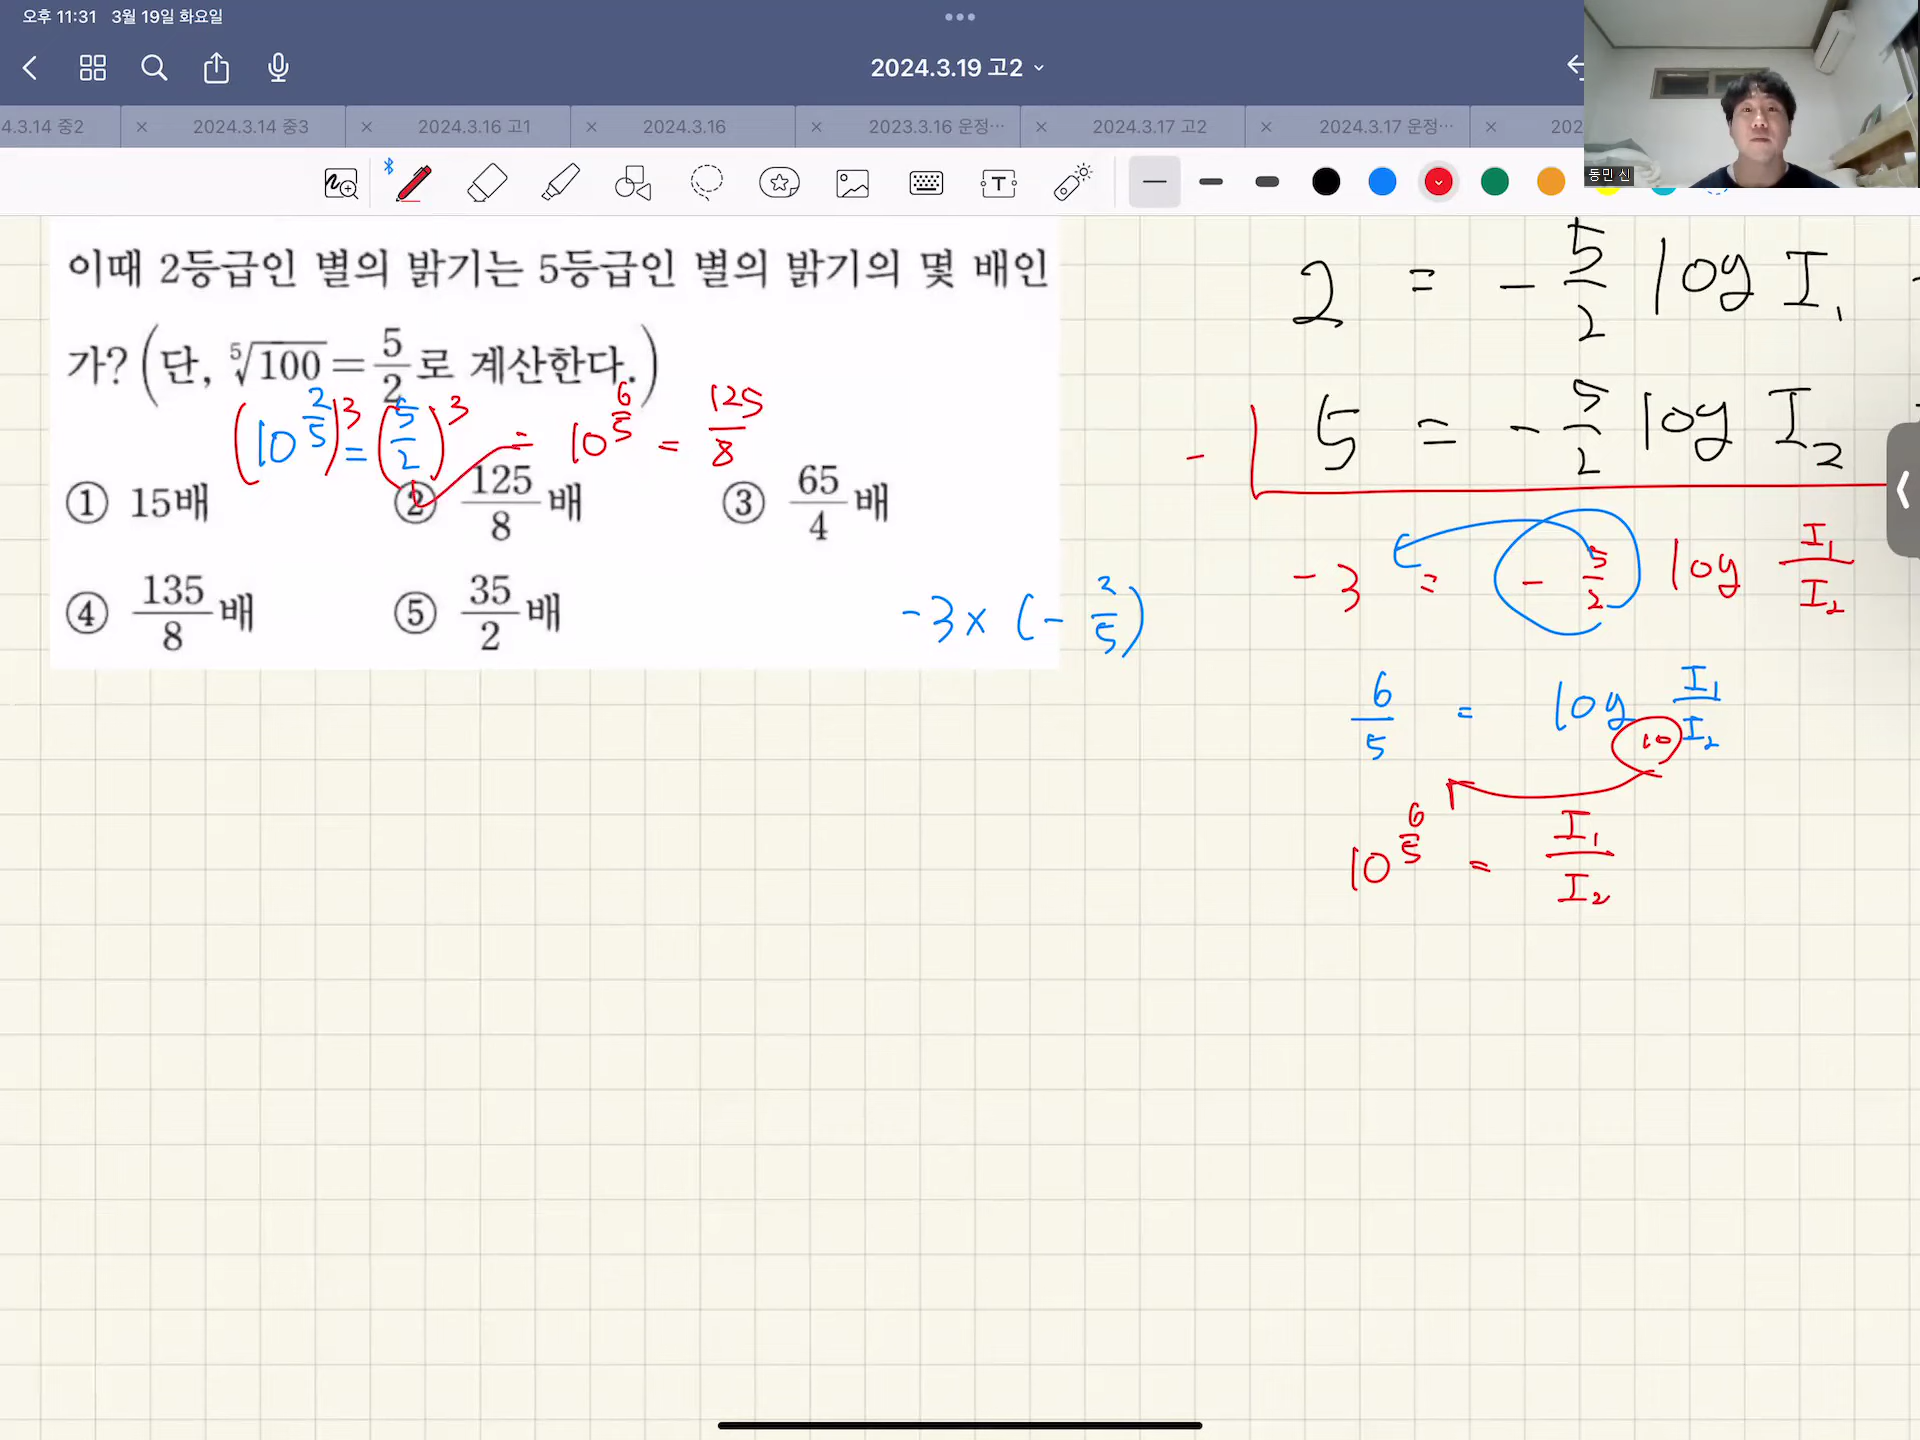 오후 11:31 3월 19일 화요일
2024.3.19 고2
4.3.14 중2
2024.3.14 중3
2024.3.16 고1
2024.3.16
2023.3.16 운정…
2024.3.17 고2
2024.3.17 운정…
202
동민 신
이때 2등급인 별의 밝기는 5등급인 별의 밝기의 몇 배인
가? (단, ⁵√100 = 5/2로 계산한다.)
(10^(2/5))^3 = (5/2)^3 = 10^(6/5) = 125/8
① 15배 ② 125/8 배 ③ 65/4 배
④ 135/8 배 ⑤ 35/2 배
-3 × (- 2/5)
2 = - 5/2 log I₁
- 5 = - 5/2 log I₂
-3 = - 5/2 log I₁/I₂
6/5 = log₁₀ I₁/I₂
10^(6/5) = I₁/I₂